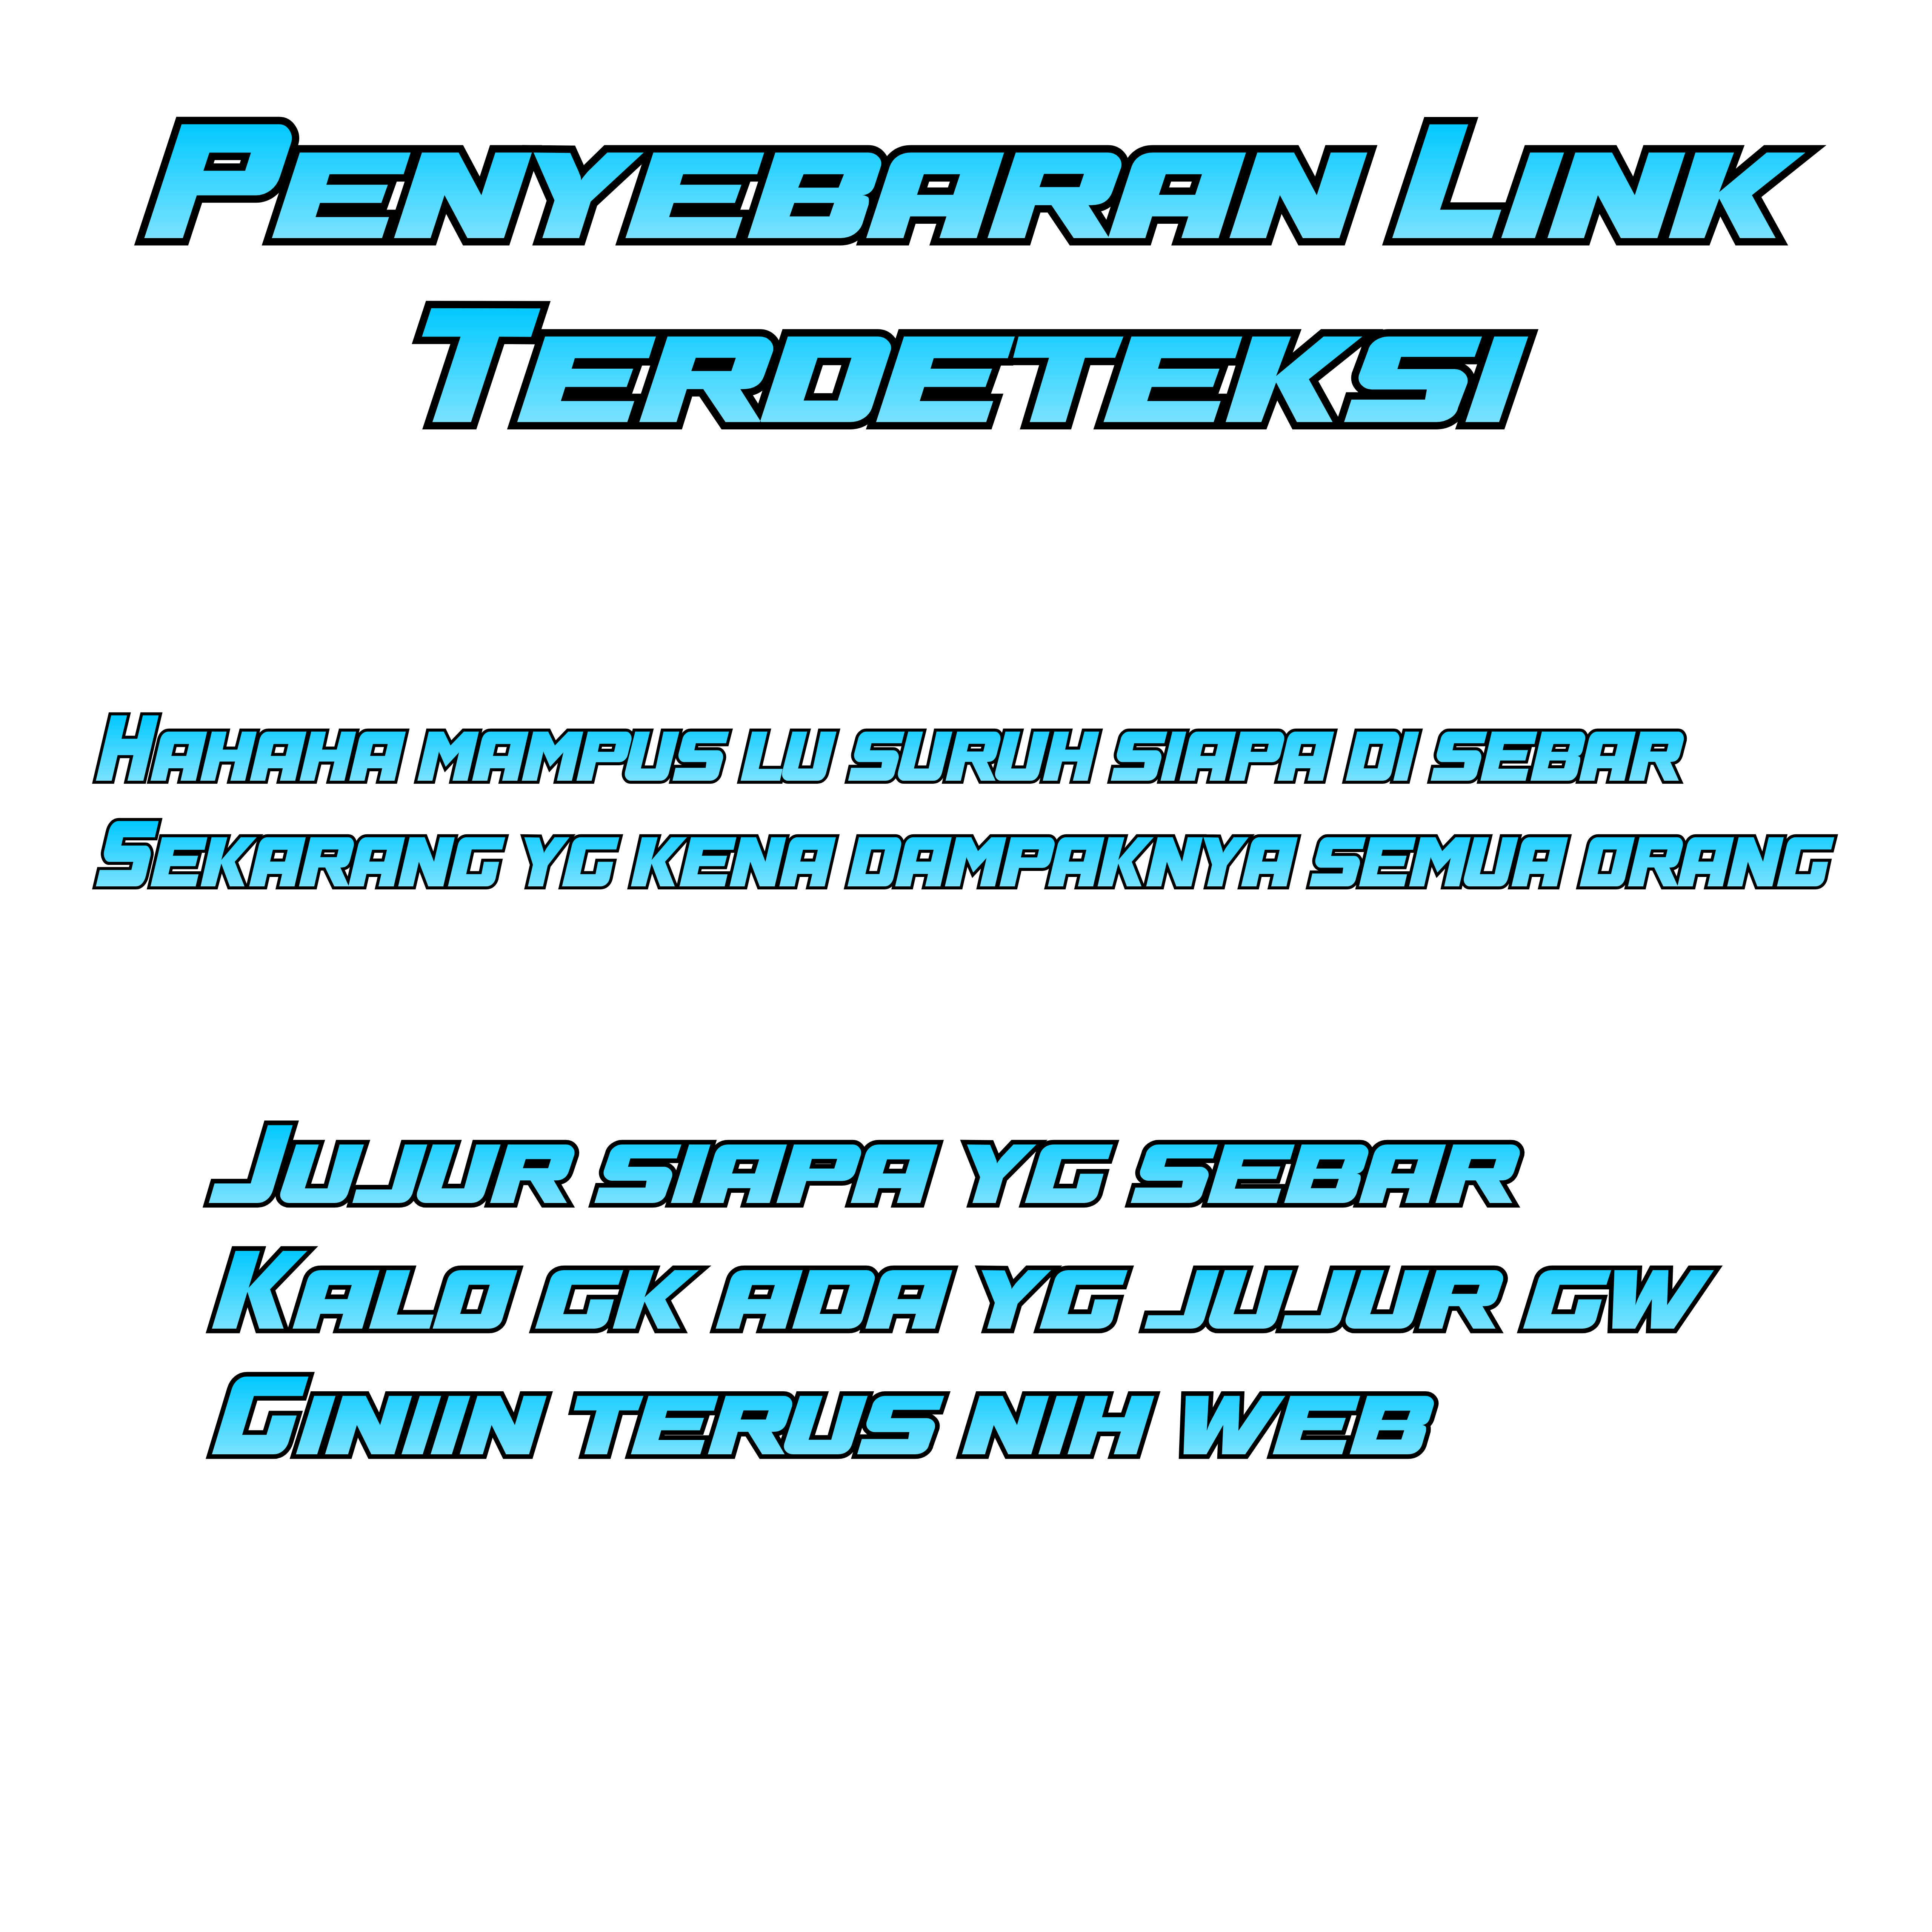 Penyebaran Link
Terdeteksi
Hahaha mampus lu suruh siapa di sebar
Sekarang yg kena dampaknya semua orang
Jujur siapa yg sebar
Kalo gk ada yg jujur gw
Ginin terus nih web